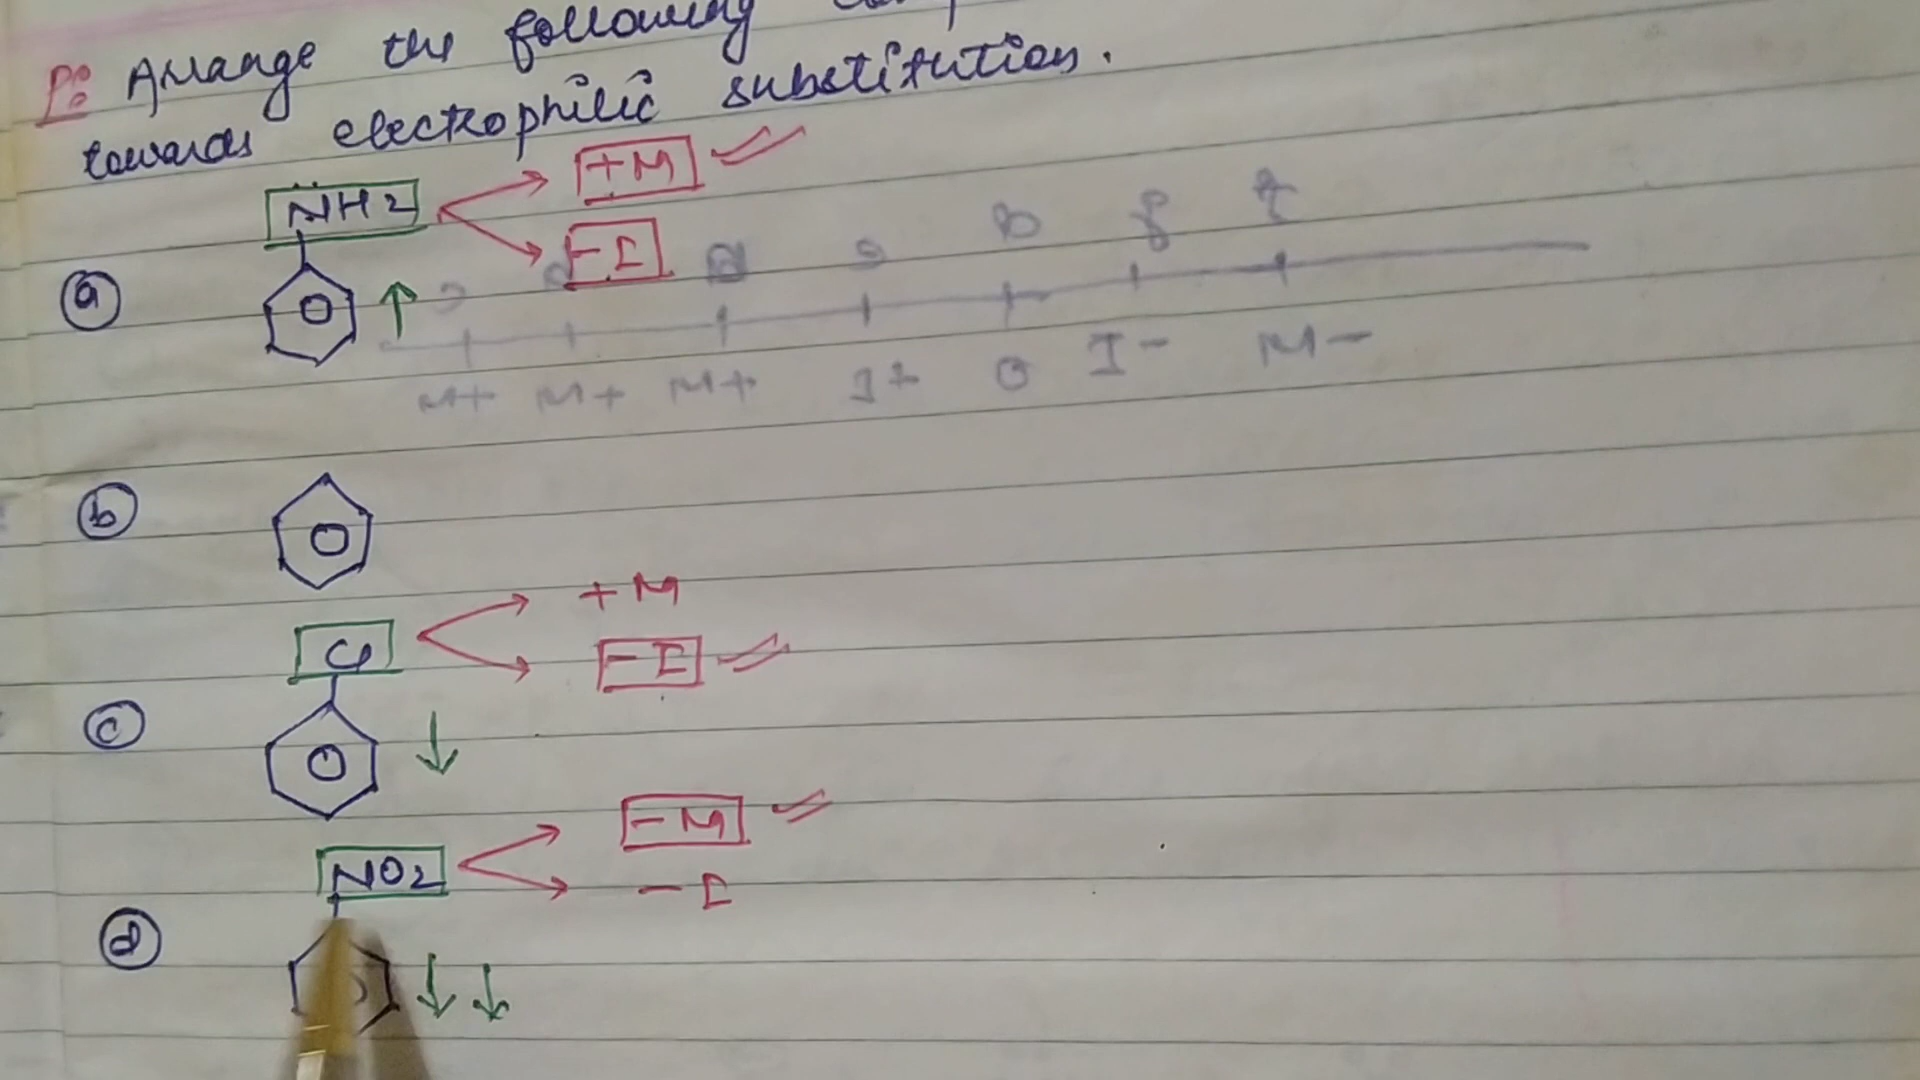 P: Arrange the following
towards electrophilic substitution.
NH2 +M
-I
a
b
+M
Cl -I
c
-M
NO2 -I
d